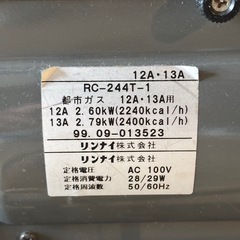 12A・13A
RC-244T-1
都市ガス 12A・13A用
12A 2.60kW(2240kcal/h)
13A 2.79kW(2400kcal/h)
99.09-013523
リンナイ株式会社
リンナイ株式会社
定格電圧 AC 100V
定格消費電力 28/29W
定格周波数 50/60Hz